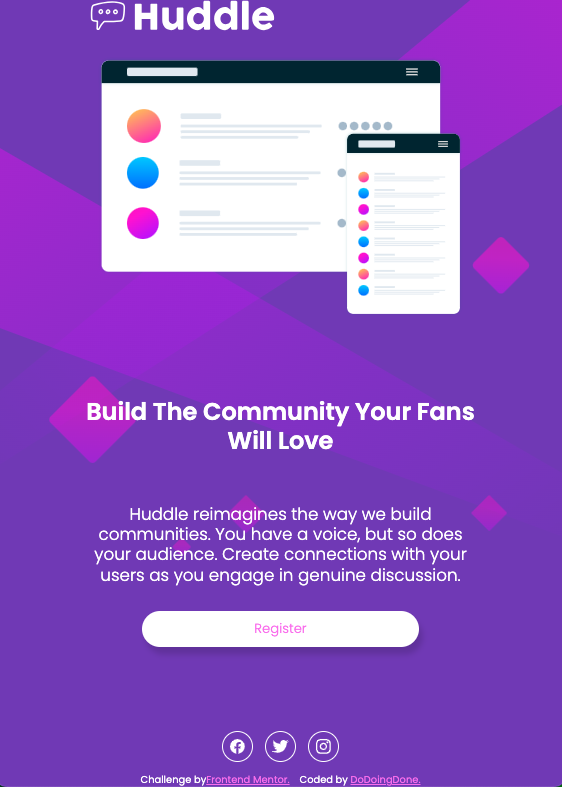 Huddle
Build The Community Your Fans
Will Love
Huddle reimagines the way we build
communities. You have a voice, but so does
your audience. Create connections with your
users as you engage in genuine discussion.
Register
Challenge byFrontend Mentor. Coded by DoDoingDone.